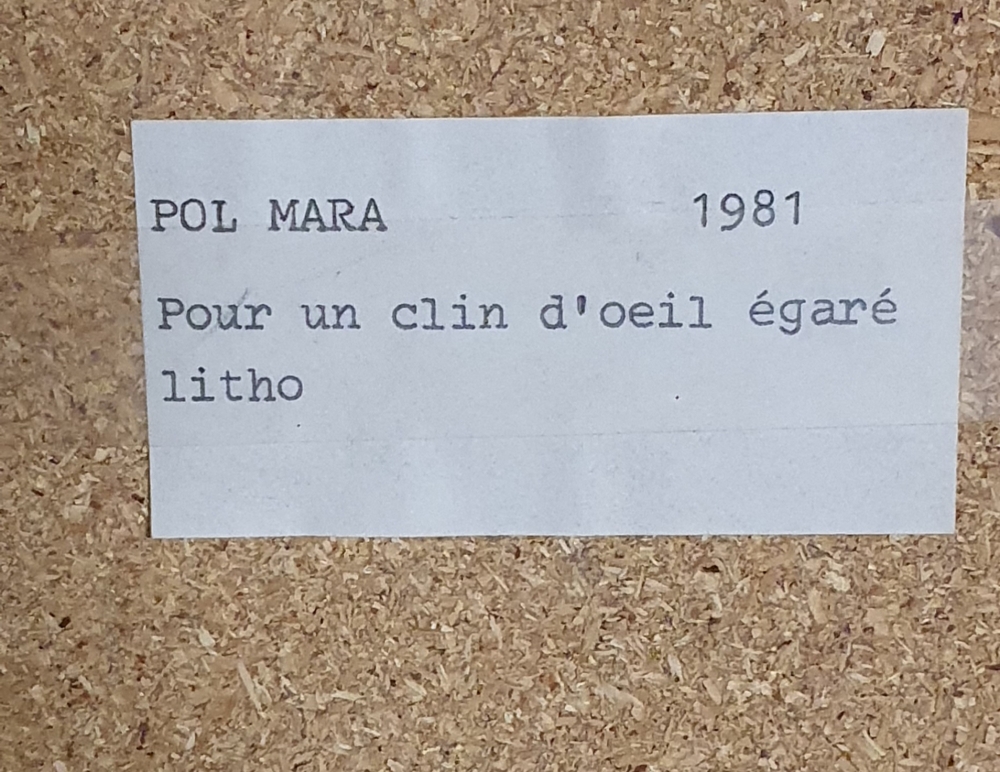 POL MARA 1981
Pour un clin d'oeil égaré
litho